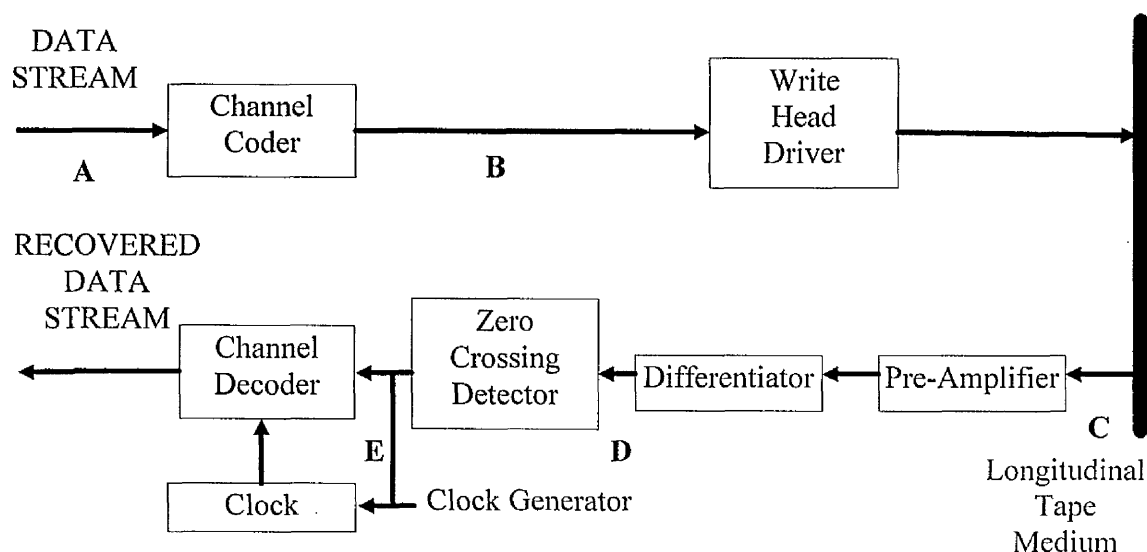 DATA
STREAM
Channel
Coder
Write
Head
Driver
A
B
RECOVERED
DATA
STREAM
Channel
Decoder
Zero
Crossing
Detector
Differentiator
Pre-Amplifier
E
D
C
Clock
Clock Generator
Longitudinal
Tape
Medium